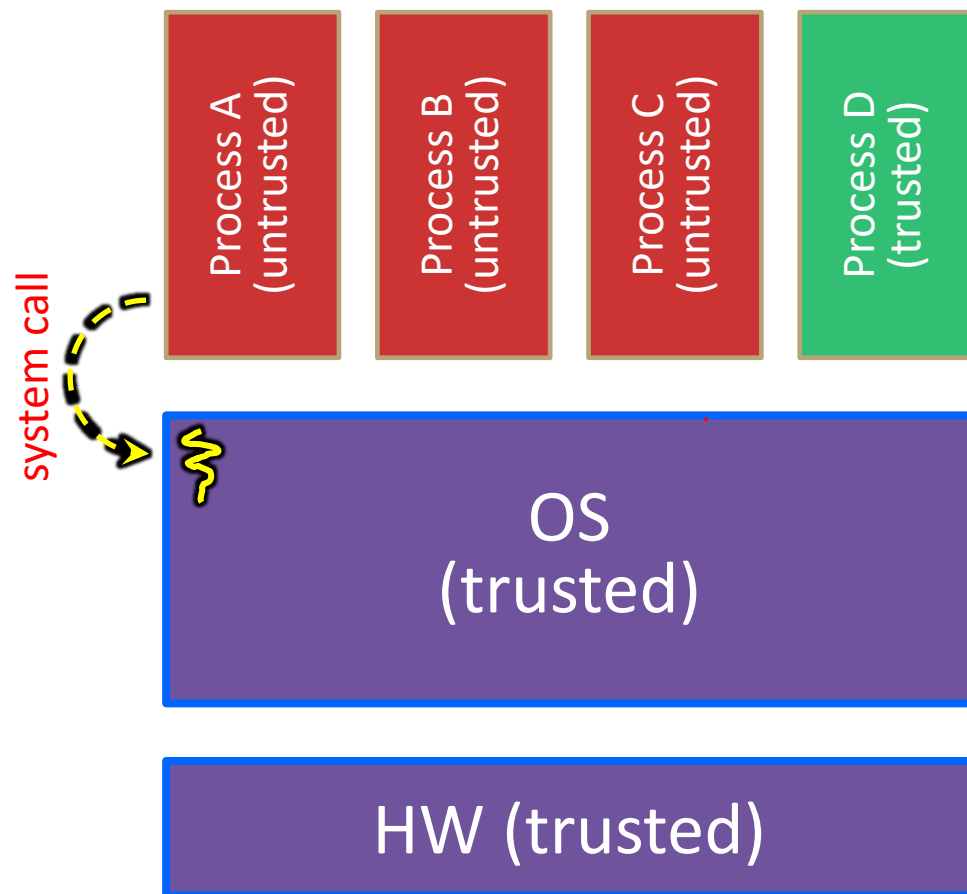 Process A
(untrusted)
Process B
(untrusted)
Process C
(untrusted)
Process D
(trusted)
system call
OS
(trusted)
HW (trusted)